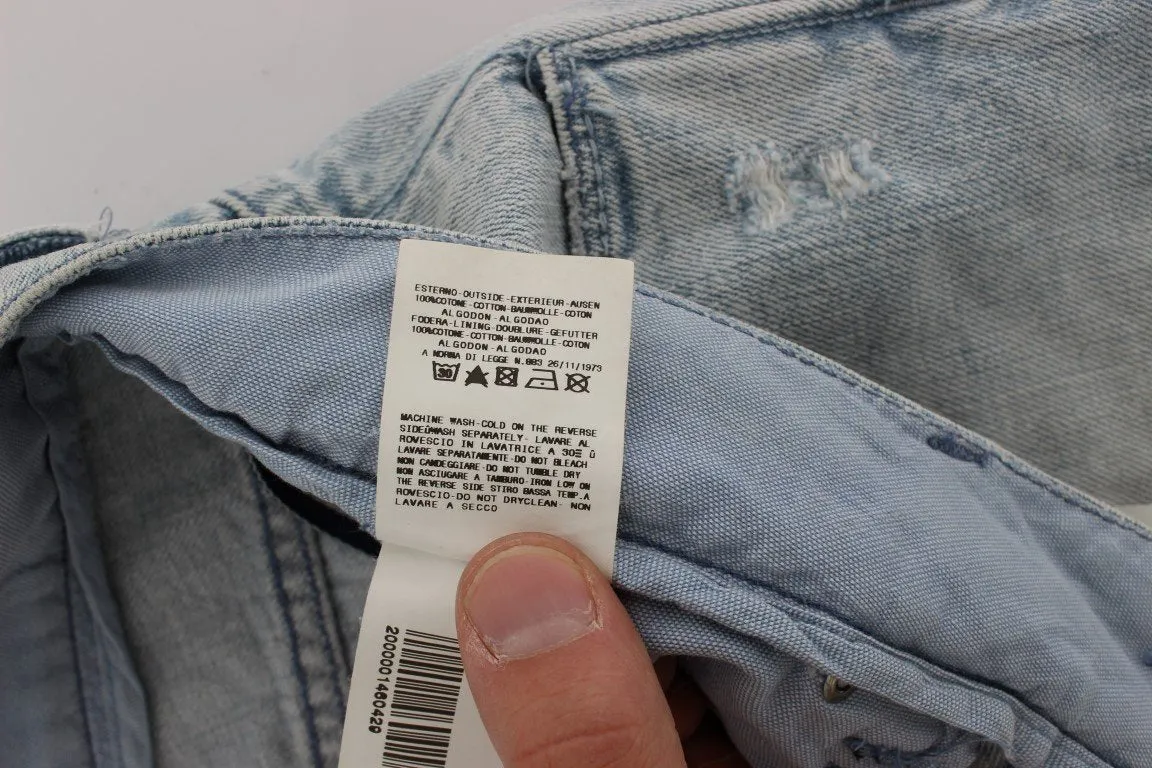 ESTERNO-OUTSIDE-EXTERIEUR-AUSEN
100%COTONE-COTTON-BAUMWOLLE-COTON
ALGODON-ALGODAO
FODERA-LINING-DOUBLURE-GEFUTTER
100%COTONE-COTTON-BAUMWOLLE-COTON
ALGODON-ALGODAO
A NORMA DI LEGGE N.883 26/11/1973
30
MACHINE WASH-COLD ON THE REVERSE
SIDEÛWASH SEPARATELY- LAVARE AL
ROVESCIO IN LAVATRICE A 30Ξ Û
LAVARE SEPARATAMENTE-DO NOT BLEACH
NON CANDEGGIARE-DO NOT TUMBLE DRY
NON ASCIUGARE A TAMBURO-IRON LOW ON
THE REVERSE SIDE STIRO BASSA TEMP.A
ROVESCIO-DO NOT DRYCLEAN- NON
LAVARE A SECCO
2000001460429